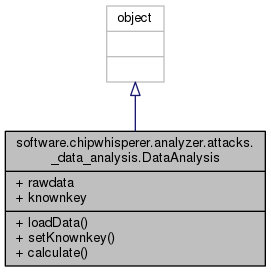 object
software.chipwhisperer.analyzer.attacks.
_data_analysis.DataAnalysis
+ rawdata
+ knownkey
+ loadData()
+ setKnownkey()
+ calculate()